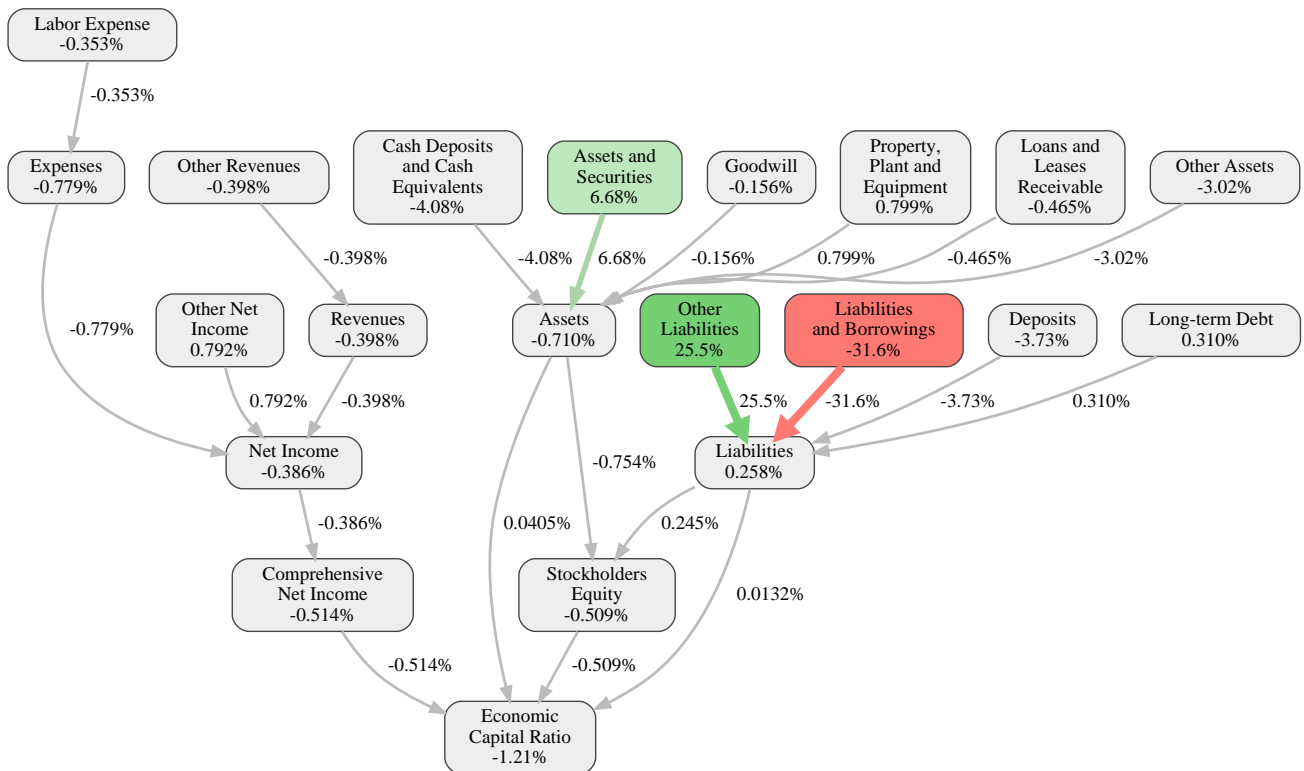 Labor Expense
-0.353%
-0.353%
Expenses
-0.779%
Other Revenues
-0.398%
Cash Deposits
and Cash
Equivalents
-4.08%
Assets and
Securities
6.68%
Goodwill
-0.156%
Property,
Plant and
Equipment
0.799%
Loans and
Leases
Receivable
-0.465%
Other Assets
-3.02%
-0.398%
-4.08%
6.68%
-0.156%
0.799%
-0.465%
-3.02%
-0.779%
Other Net
Income
0.792%
Revenues
-0.398%
Assets
-0.710%
Other
Liabilities
25.5%
Liabilities
and Borrowings
-31.6%
Deposits
-3.73%
Long-term Debt
0.310%
0.792%
-0.398%
25.5%
-31.6%
-3.73%
0.310%
Net Income
-0.386%
-0.754%
Liabilities
0.258%
-0.386%
0.0405%
0.245%
Comprehensive
Net Income
-0.514%
Stockholders
Equity
-0.509%
0.0132%
-0.514%
-0.509%
Economic
Capital Ratio
-1.21%